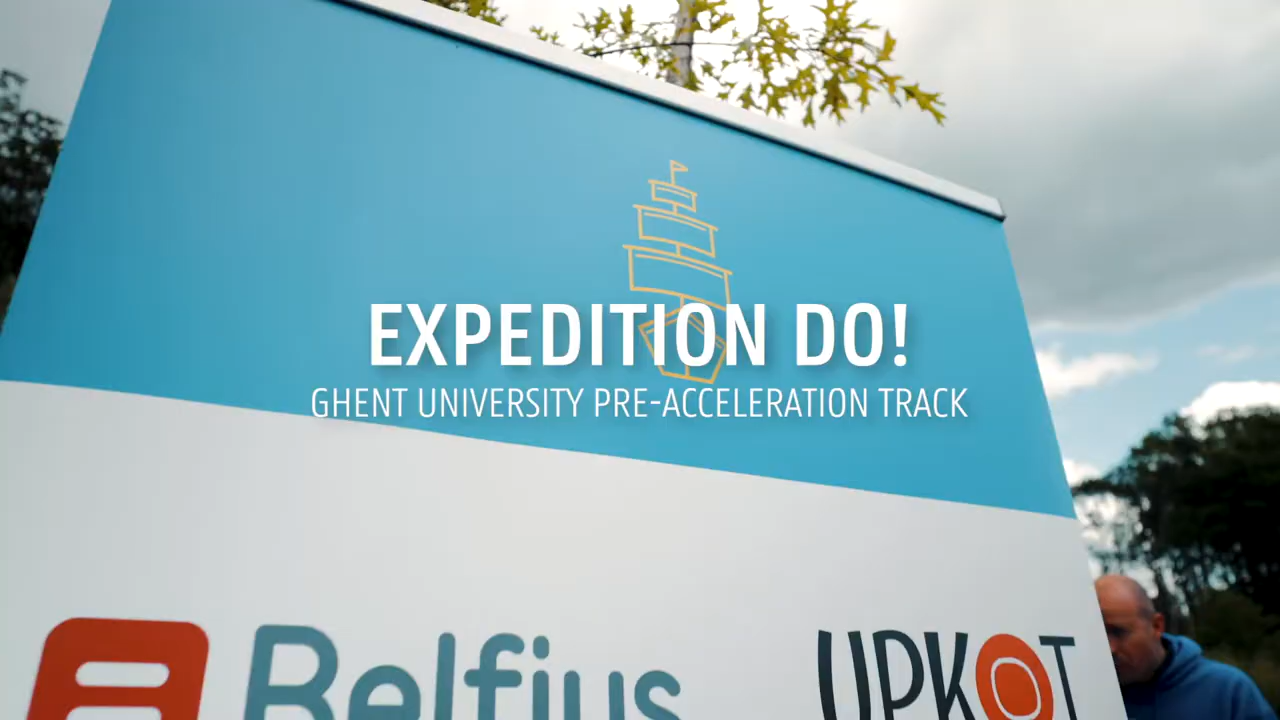 EXPEDITION DO!
GHENT UNIVERSITY PRE-ACCELERATION TRACK
Belfius
UPKOT